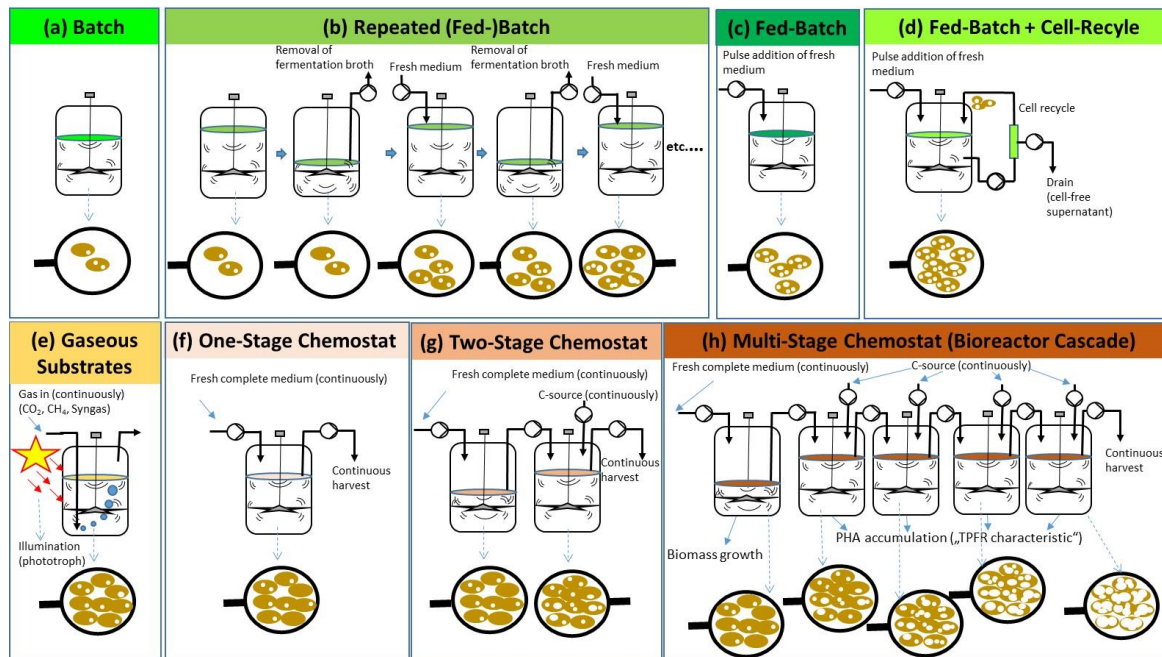 (a) Batch
(b) Repeated (Fed-)Batch
Removal of
fermentation broth
Fresh medium
Removal of
fermentation broth
Fresh medium
etc....
(c) Fed-Batch
Pulse addition of fresh
medium
(d) Fed-Batch + Cell-Recyle
Pulse addition of fresh
medium
Cell recycle
Drain
(cell-free
supernatant)
(e) Gaseous
Substrates
Gas in (continuously)
(CO₂, CH₄, Syngas)
Illumination
(phototroph)
(f) One-Stage Chemostat
Fresh complete medium (continuously)
Continuous
harvest
(g) Two-Stage Chemostat
Fresh complete medium (continuously)
C-source (continuously)
Continuous
harvest
(h) Multi-Stage Chemostat (Bioreactor Cascade)
Fresh complete medium (continuously)
C-source (continuously)
Continuous
harvest
Biomass growth
PHA accumulation („TPFR characteristic“)